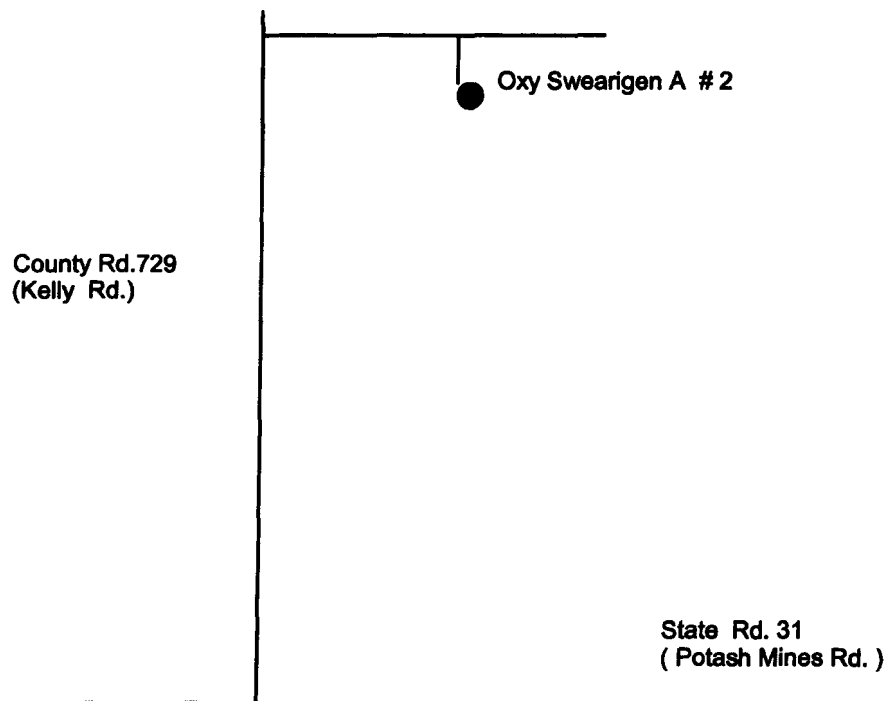 Oxy Swearigen A # 2
County Rd.729
(Kelly Rd.)
State Rd. 31
( Potash Mines Rd. )